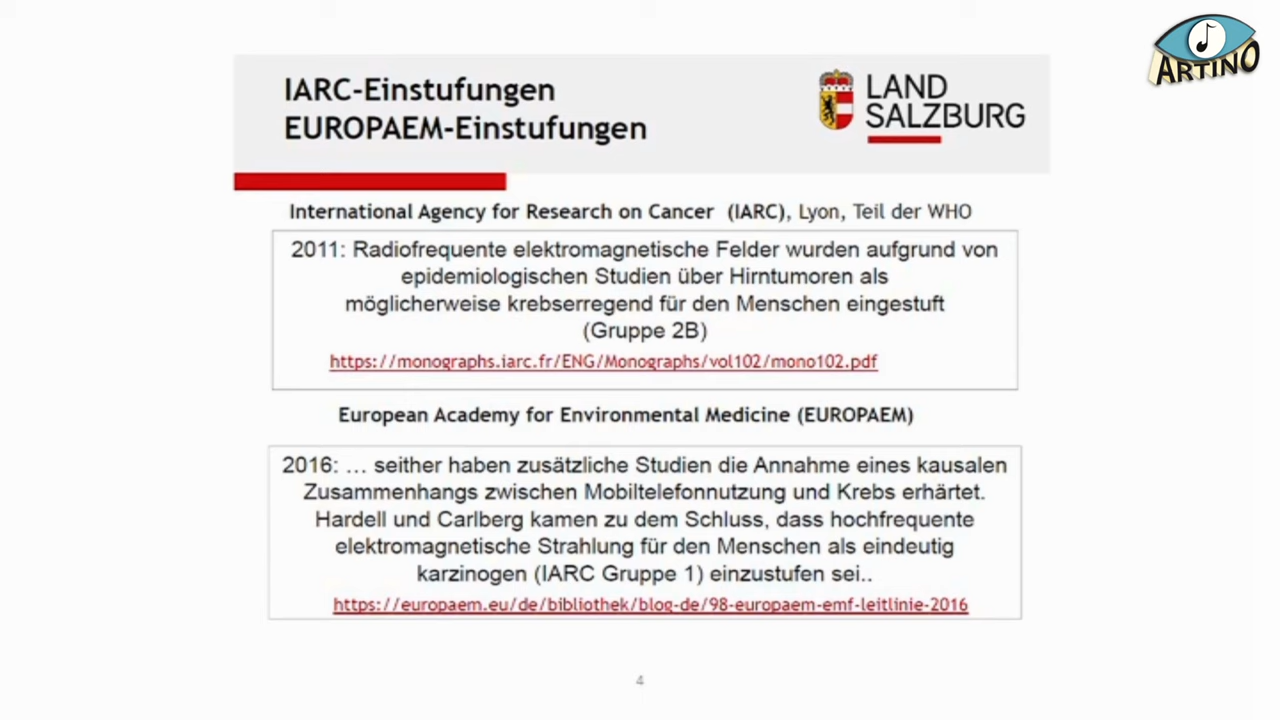 ARTINO
IARC-Einstufungen
EUROPAEM-Einstufungen
LAND
SALZBURG
International Agency for Research on Cancer (IARC), Lyon, Teil der WHO
2011: Radiofrequente elektromagnetische Felder wurden aufgrund von
epidemiologischen Studien über Hirntumoren als
möglicherweise krebserregend für den Menschen eingestuft
(Gruppe 2B)
https://monographs.iarc.fr/ENG/Monographs/vol102/mono102.pdf
European Academy for Environmental Medicine (EUROPAEM)
2016: ... seither haben zusätzliche Studien die Annahme eines kausalen
Zusammenhangs zwischen Mobiltelefonnutzung und Krebs erhärtet.
Hardell und Carlberg kamen zu dem Schluss, dass hochfrequente
elektromagnetische Strahlung für den Menschen als eindeutig
karzinogen (IARC Gruppe 1) einzustufen sei..
https://europaem.eu/de/bibliothek/blog-de/98-europaem-emf-leitlinie-2016
4